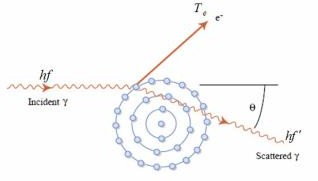 Tₑ
e⁻
hf
Incident γ
Θ
hf′
Scattered γ